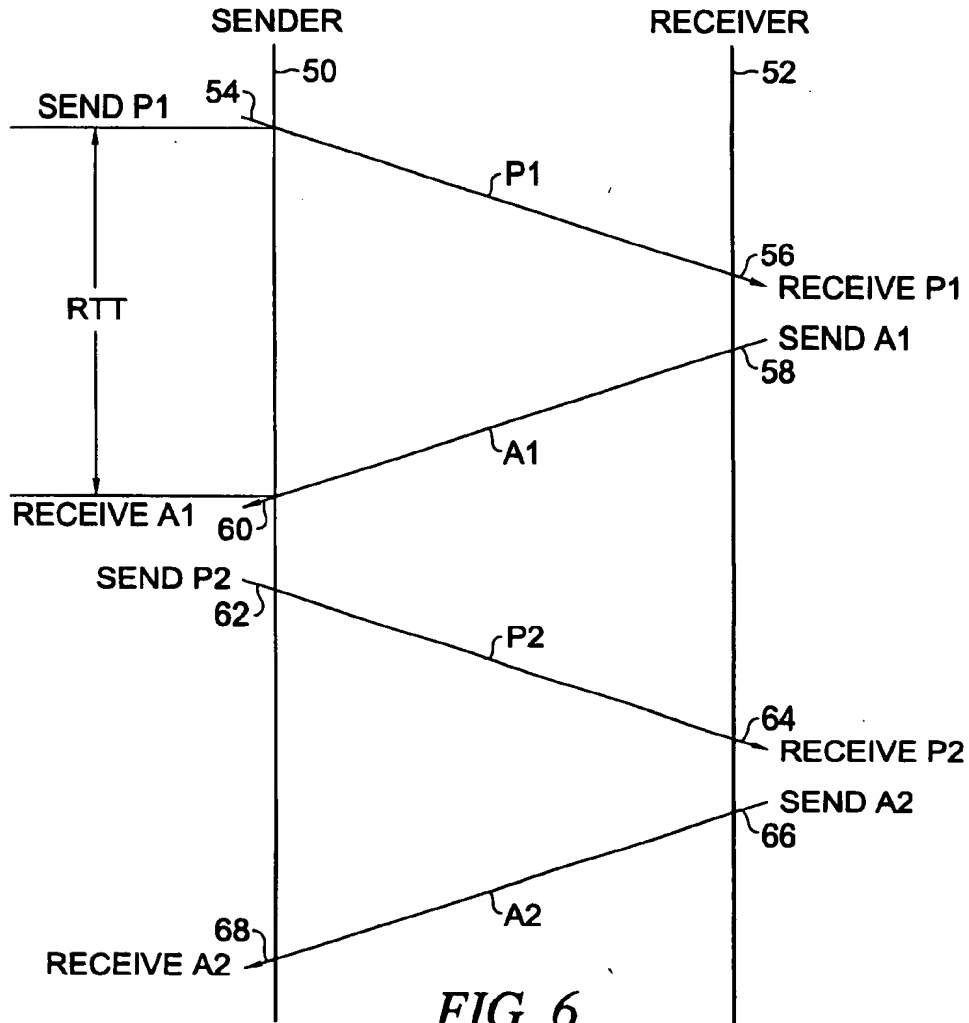 SENDER
RECEIVER
50
52
54
SEND P1
P1
56
RECEIVE P1
RTT
SEND A1
58
A1
RECEIVE A1
60
SEND P2
62
P2
64
RECEIVE P2
SEND A2
66
A2
68
RECEIVE A2
FIG. 6